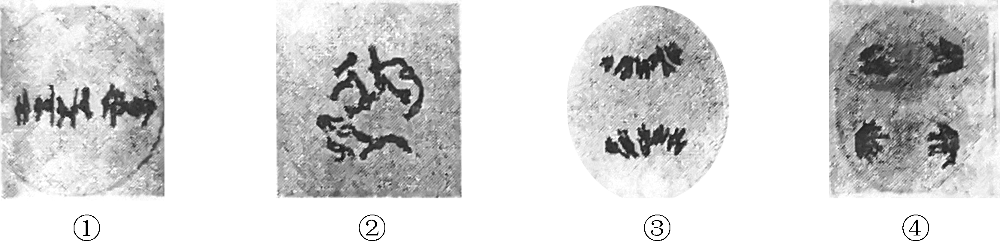 ① ② ③ ④